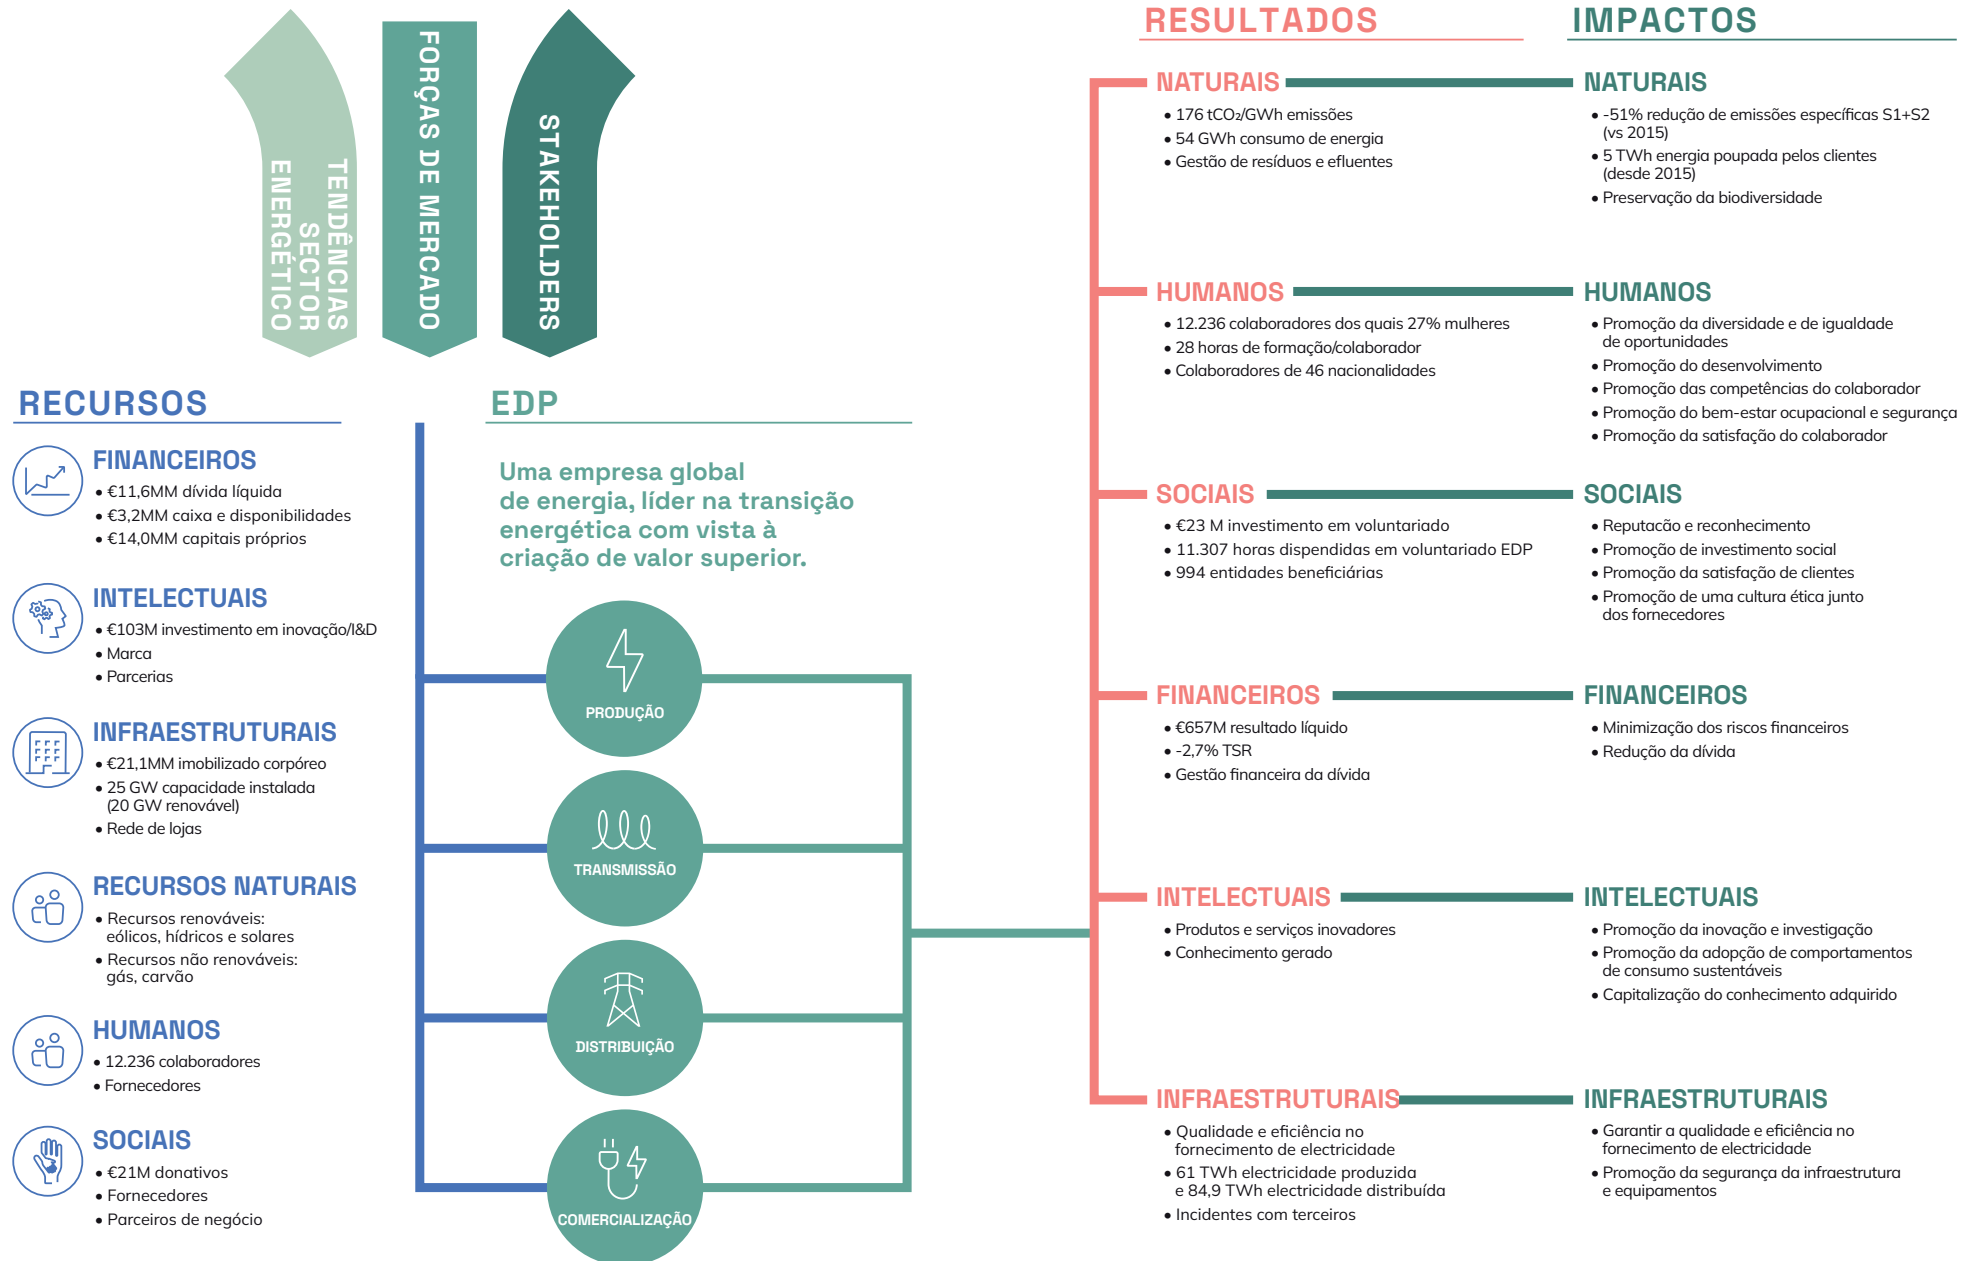 TENDÊNCIAS
SECTOR
ENERGÉTICO
FORÇAS DE MERCADO
STAKEHOLDERS
RECURSOS
FINANCEIROS
• €11,6MM dívida líquida
• €3,2MM caixa e disponibilidades
• €14,0MM capitais próprios
INTELECTUAIS
• €103M investimento em inovação/I&D
• Marca
• Parcerias
INFRAESTRUTURAIS
• €21,1MM imobilizado corpóreo
• 25 GW capacidade instalada
(20 GW renovável)
• Rede de lojas
RECURSOS NATURAIS
• Recursos renováveis:
eólicos, hídricos e solares
• Recursos não renováveis:
gás, carvão
HUMANOS
• 12.236 colaboradores
• Fornecedores
SOCIAIS
• €21M donativos
• Fornecedores
• Parceiros de negócio
EDP
Uma empresa global
de energia, líder na transição
energética com vista à
criação de valor superior.
PRODUÇÃO
TRANSMISSÃO
DISTRIBUIÇÃO
COMERCIALIZAÇÃO
RESULTADOS
NATURAIS
• 176 tCO₂/GWh emissões
• 54 GWh consumo de energia
• Gestão de resíduos e efluentes
HUMANOS
• 12.236 colaboradores dos quais 27% mulheres
• 28 horas de formação/colaborador
• Colaboradores de 46 nacionalidades
SOCIAIS
• €23 M investimento em voluntariado
• 11.307 horas dispendidas em voluntariado EDP
• 994 entidades beneficiárias
FINANCEIROS
• €657M resultado líquido
• -2,7% TSR
• Gestão financeira da dívida
INTELECTUAIS
• Produtos e serviços inovadores
• Conhecimento gerado
INFRAESTRUTURAIS
• Qualidade e eficiência no
fornecimento de electricidade
• 61 TWh electricidade produzida
e 84,9 TWh electricidade distribuída
• Incidentes com terceiros
IMPACTOS
NATURAIS
• -51% redução de emissões específicas S1+S2
(vs 2015)
• 5 TWh energia poupada pelos clientes
(desde 2015)
• Preservação da biodiversidade
HUMANOS
• Promoção da diversidade e de igualdade
de oportunidades
• Promoção do desenvolvimento
• Promoção das competências do colaborador
• Promoção do bem-estar ocupacional e segurança
• Promoção da satisfação do colaborador
SOCIAIS
• Reputacão e reconhecimento
• Promoção de investimento social
• Promoção da satisfação de clientes
• Promoção de uma cultura ética junto
dos fornecedores
FINANCEIROS
• Minimização dos riscos financeiros
• Redução da dívida
INTELECTUAIS
• Promoção da inovação e investigação
• Promoção da adopção de comportamentos
de consumo sustentáveis
• Capitalização do conhecimento adquirido
INFRAESTRUTURAIS
• Garantir a qualidade e eficiência no
fornecimento de electricidade
• Promoção da segurança da infraestrutura
e equipamentos